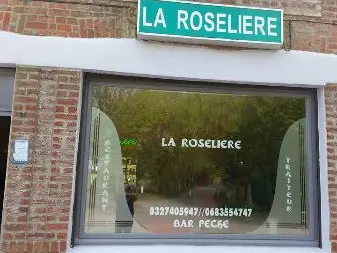 LA ROSELIERE
LA ROSELIERE
RESTAURANT
TRAITEUR
0327405947//0683554747
BAR PECHE